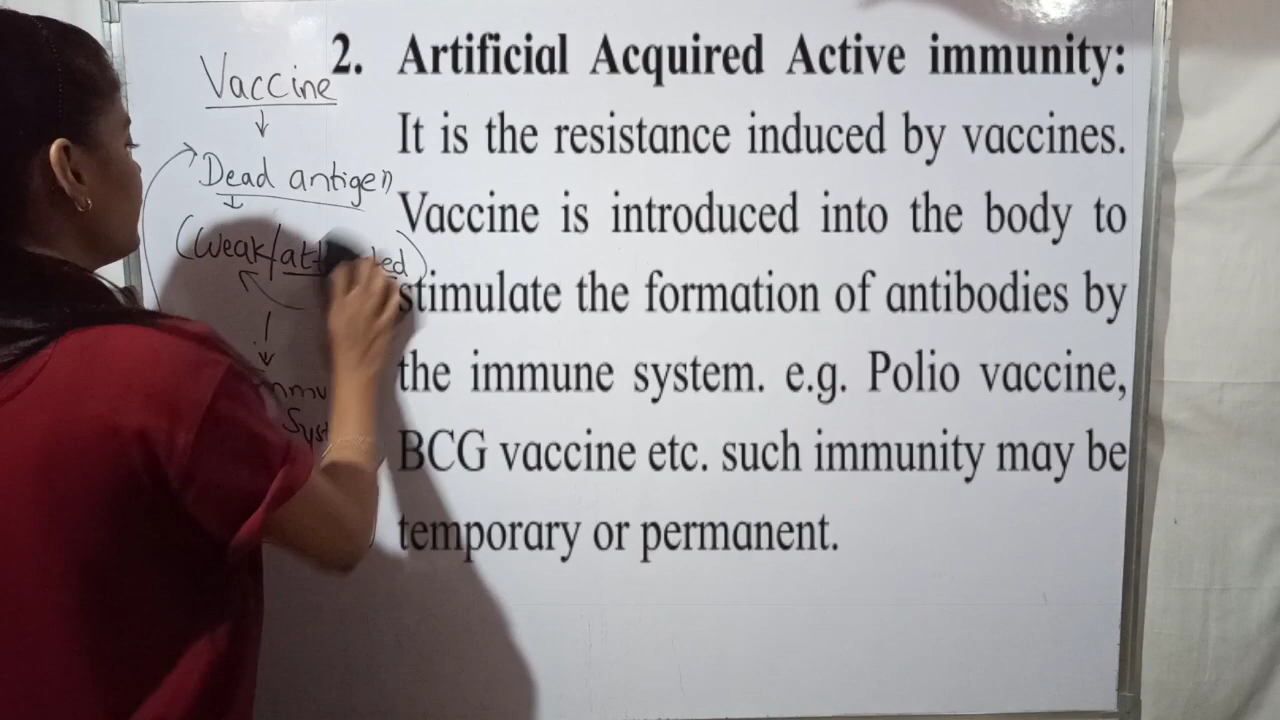 Vaccine
Dead antigen
(Weak/
2. Artificial Acquired Active immunity:
It is the resistance induced by vaccines.
Vaccine is introduced into the body to
stimulate the formation of antibodies by
the immune system. e.g. Polio vaccine,
BCG vaccine etc. such immunity may be
temporary or permanent.